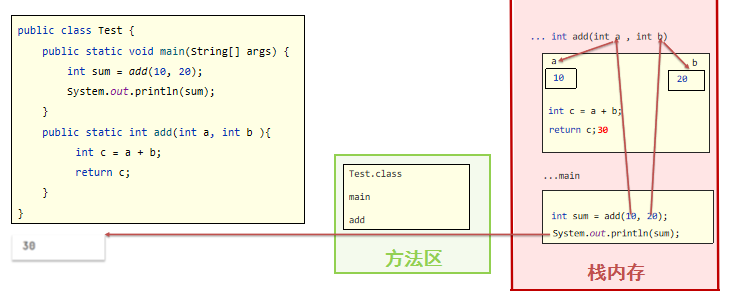 public class Test {
public static void main(String[] args) {
int sum = add(10, 20);
System.out.println(sum);
}
public static int add(int a, int b ){
int c = a + b;
return c;
}
}
30
Test.class
main
add
方法区
... int add(int a , int b)
a
b
10
20
int c = a + b;
return c;30
...main
int sum = add(10, 20);
System.out.println(sum);
栈内存